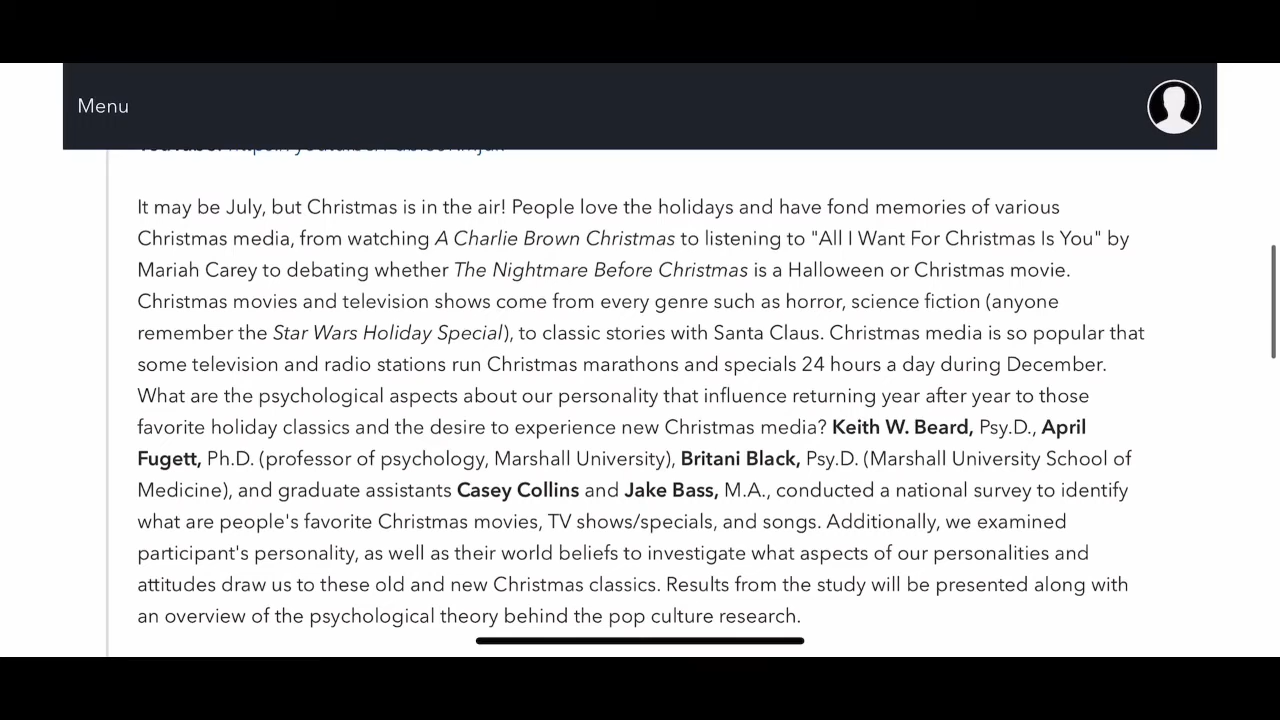 Menu
It may be July, but Christmas is in the air! People love the holidays and have fond memories of various
Christmas media, from watching A Charlie Brown Christmas to listening to "All I Want For Christmas Is You" by
Mariah Carey to debating whether The Nightmare Before Christmas is a Halloween or Christmas movie.
Christmas movies and television shows come from every genre such as horror, science fiction (anyone
remember the Star Wars Holiday Special), to classic stories with Santa Claus. Christmas media is so popular that
some television and radio stations run Christmas marathons and specials 24 hours a day during December.
What are the psychological aspects about our personality that influence returning year after year to those
favorite holiday classics and the desire to experience new Christmas media? Keith W. Beard, Psy.D., April
Fugett, Ph.D. (professor of psychology, Marshall University), Britani Black, Psy.D. (Marshall University School of
Medicine), and graduate assistants Casey Collins and Jake Bass, M.A., conducted a national survey to identify
what are people's favorite Christmas movies, TV shows/specials, and songs. Additionally, we examined
participant's personality, as well as their world beliefs to investigate what aspects of our personalities and
attitudes draw us to these old and new Christmas classics. Results from the study will be presented along with
an overview of the psychological theory behind the pop culture research.